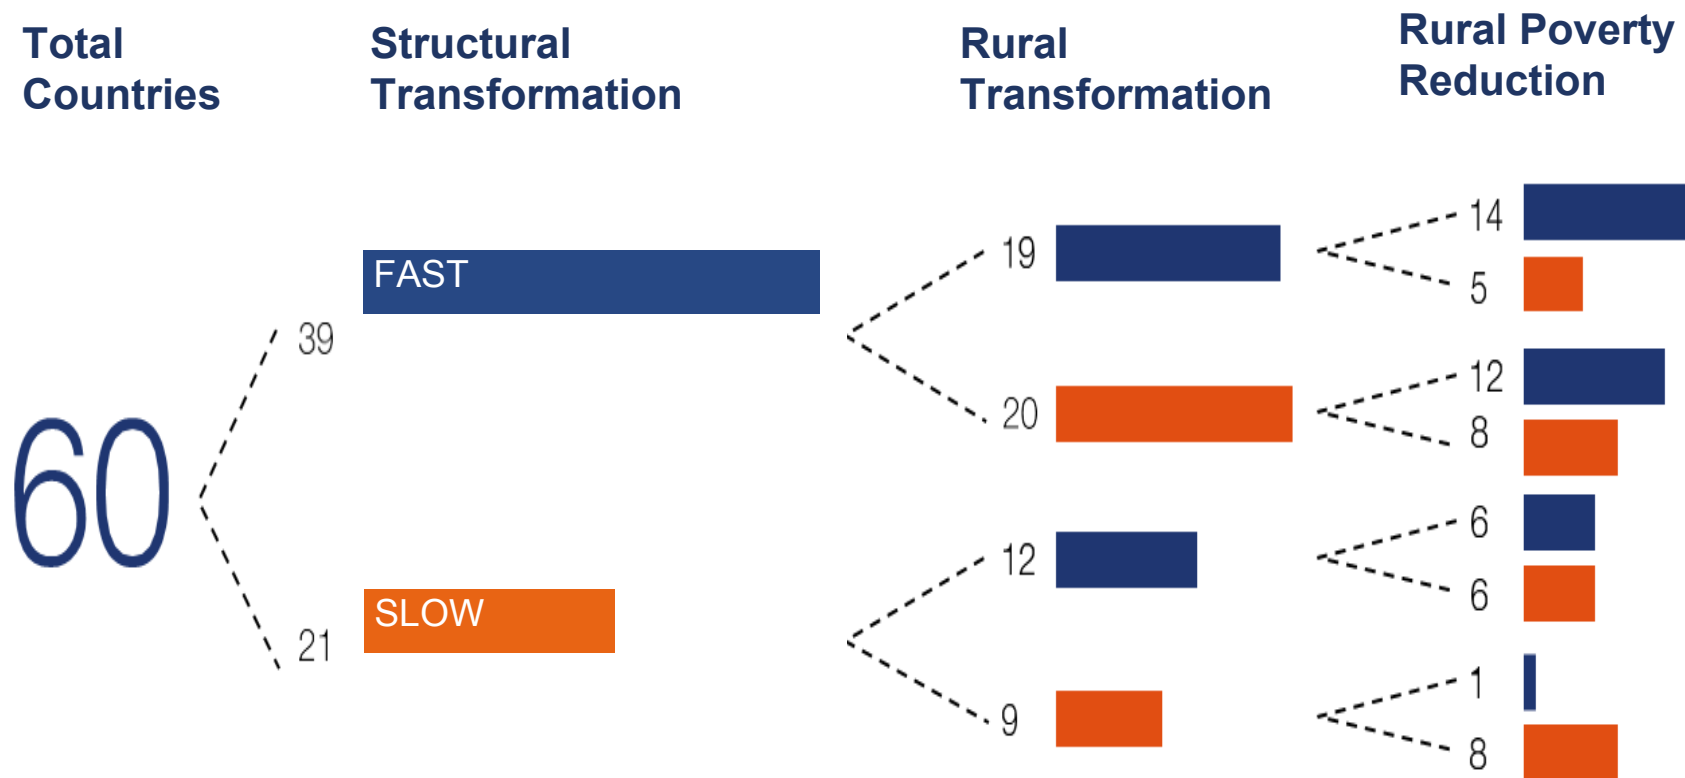 Total
Countries
Structural
Transformation
Rural
Transformation
Rural Poverty
Reduction
60
39
FAST
21
SLOW
19
20
12
9
14
5
12
8
6
6
1
8